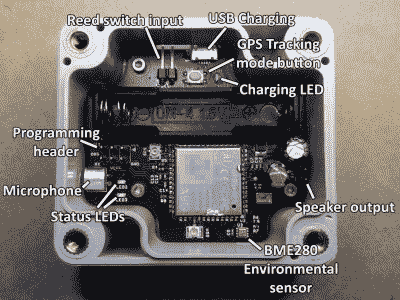 Reed switch input
USB Charging
GPS Tracking
mode button
Charging LED
Programming
header
Microphone
Status LEDs
Speaker output
BME280
Environmental
sensor